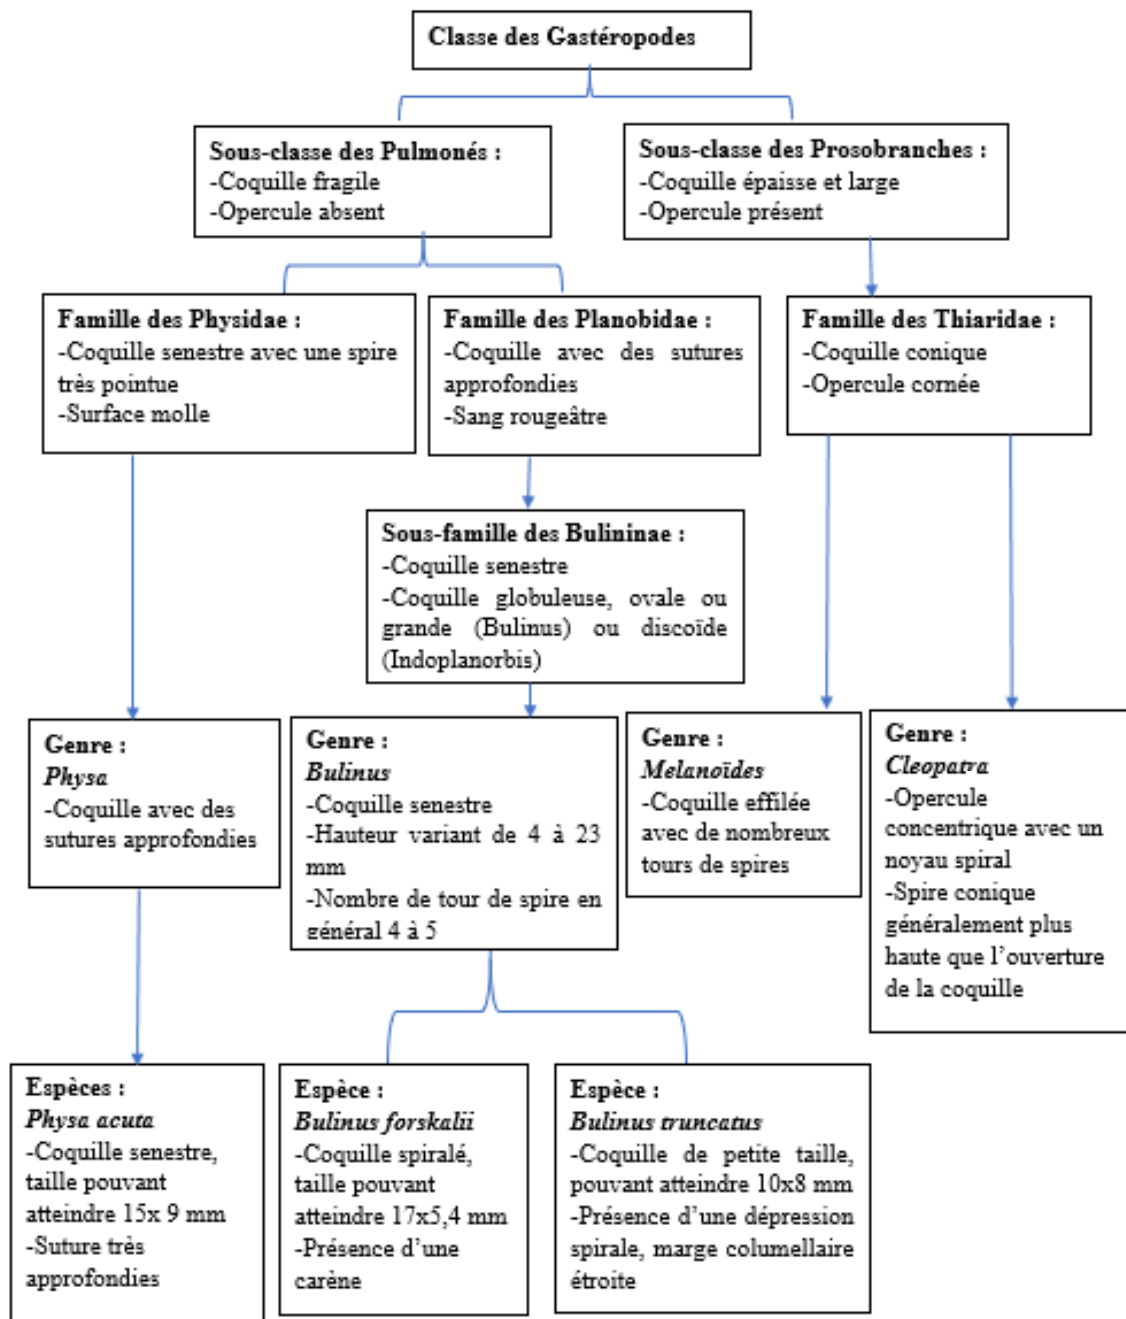 Classe des Gastéropodes
Sous-classe des Pulmonés :
-Coquille fragile
-Opercule absent
Sous-classe des Prosobranches :
-Coquille épaisse et large
-Opercule présent
Famille des Physidae :
-Coquille senestre avec une spire
très pointue
-Surface molle
Famille des Planobidae :
-Coquille avec des sutures
approfondies
-Sang rougeâtre
Famille des Thiaridae :
-Coquille conique
-Opercule cornée
Sous-famille des Bulininae :
-Coquille senestre
-Coquille globuleuse, ovale ou
grande (Bulinus) ou discoïde
(Indoplanorbis)
Genre :
Physa
-Coquille avec des
sutures approfondies
Genre :
Bulinus
-Coquille senestre
-Hauteur variant de 4 à 23
mm
-Nombre de tour de spire en
général 4 à 5
Genre :
Melanoïdes
-Coquille effilée
avec de nombreux
tours de spires
Genre :
Cleopatra
-Opercule
concentrique avec un
noyau spiral
-Spire conique
généralement plus
haute que l'ouverture
de la coquille
Espèces :
Physa acuta
-Coquille senestre,
taille pouvant
atteindre 15x 9 mm
-Suture très
approfondies
Espèce :
Bulinus forskalii
-Coquille spiralé,
taille pouvant
atteindre 17x5,4 mm
-Présence d'une
carène
Espèce :
Bulinus truncatus
-Coquille de petite taille,
pouvant atteindre 10x8 mm
-Présence d'une dépression
spirale, marge columellaire
étroite